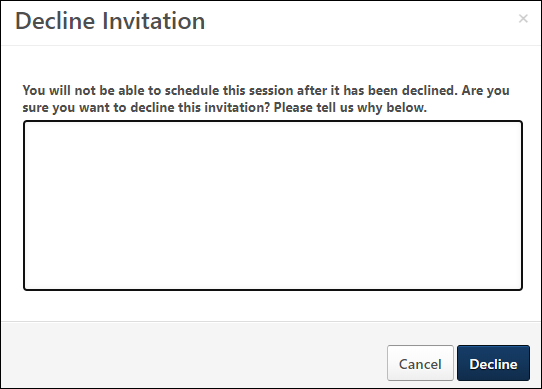 Decline Invitation ×
You will not be able to schedule this session after it has been declined. Are you
sure you want to decline this invitation? Please tell us why below.
Cancel Decline